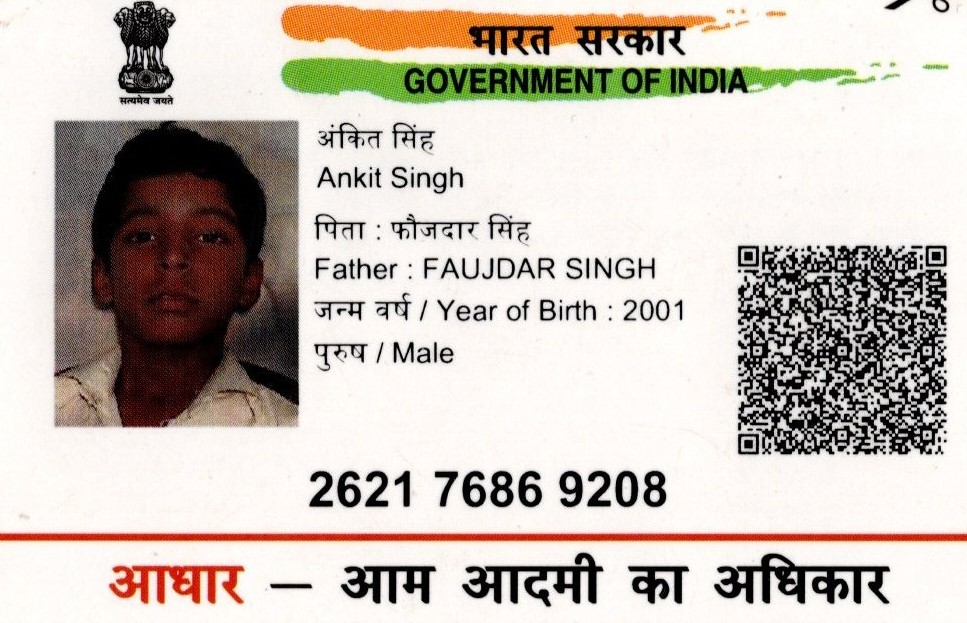 भारत सरकार
GOVERNMENT OF INDIA
सत्यमेव जयते
अंकित सिंह
Ankit Singh
पिता : फौजदार सिंह
Father : FAUJDAR SINGH
जन्म वर्ष / Year of Birth : 2001
पुरुष / Male
2621 7686 9208
आधार — आम आदमी का अधिकार